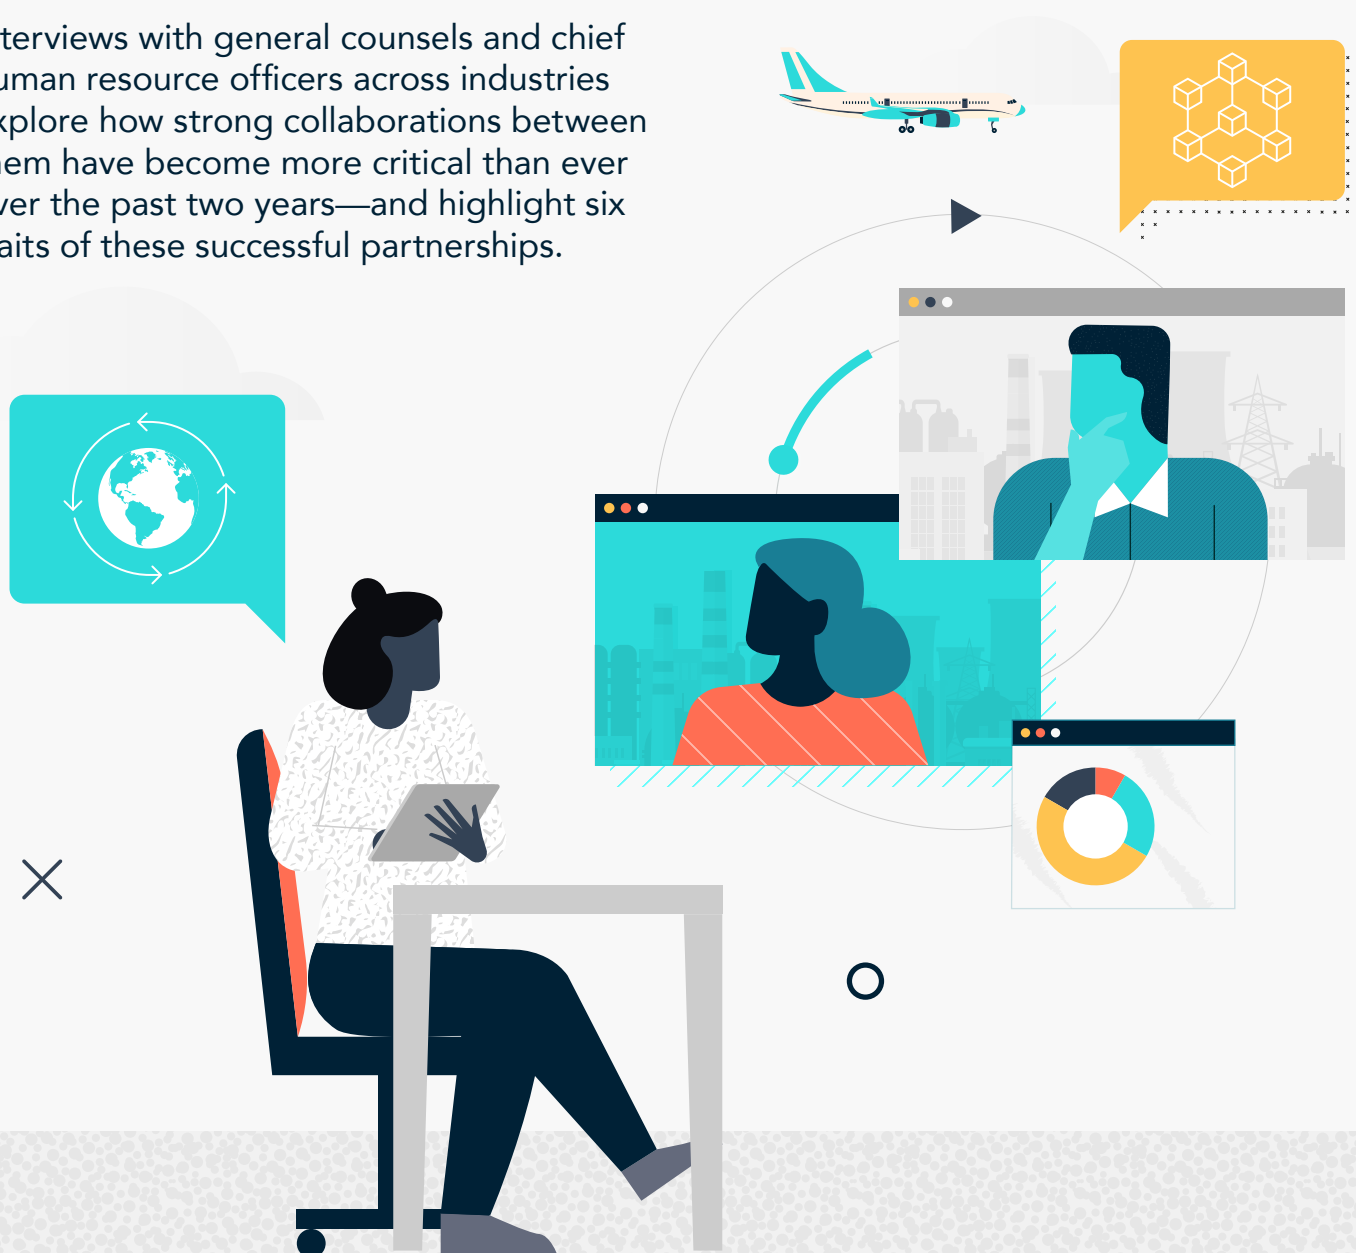 terviews with general counsels and chief
uman resource officers across industries
xplore how strong collaborations between
em have become more critical than ever
ver the past two years—and highlight six
aits of these successful partnerships.